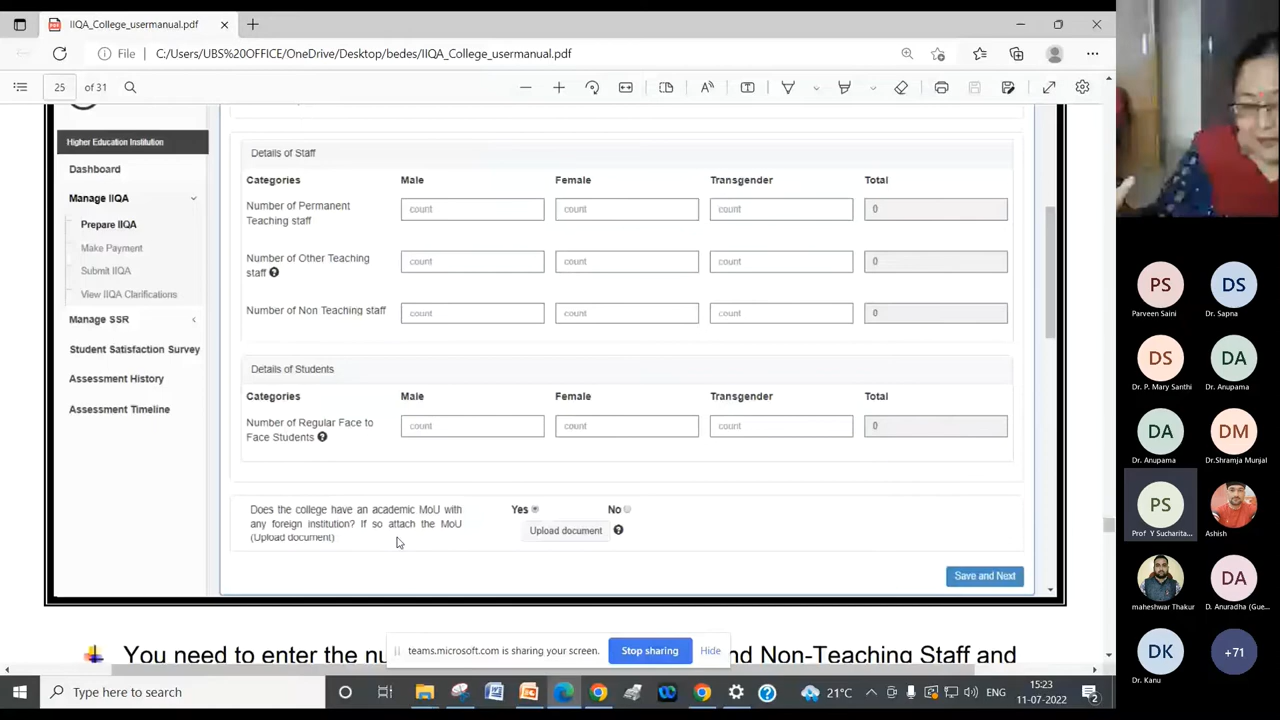 IIQA_College_usermanual.pdf
File
C:/Users/UBS%20OFFICE/OneDrive/Desktop/bedes/IIQA_College_usermanual.pdf
25 of 31
Higher Education Institution
Dashboard
Manage IIQA
Prepare IIQA
Make Payment
Submit IIQA
View IIQA Clarifications
Manage SSR
Student Satisfaction Survey
Assessment History
Assessment Timeline
Details of Staff
Categories Male Female Transgender Total
Number of Permanent
Teaching staff
count count count 0
Number of Other Teaching
staff
count count count 0
Number of Non Teaching staff
count count count 0
Details of Students
Categories Male Female Transgender Total
Number of Regular Face to
Face Students
count count count 0
Does the college have an academic MoU with
any foreign institution? If so attach the MoU
(Upload document)
Yes No
Upload document
Save and Next
You need to enter the nu
nd Non-Teaching Staff and
teams.microsoft.com is sharing your screen.
Stop sharing
Hide
Type here to search
21°C
ENG
15:23
11-07-2022
2
PS
Parveen Saini
DS
Dr. Sapna
DS
Dr. P. Mary Santhi
DA
Dr. Anupama
DA
Dr. Anupama
DM
Dr.Shramja Munjal
PS
Prof Y Sucharita...
Ashish
maheshwar Thakur
DA
D. Anuradha (Gue...
DK
Dr. Kanu
+71